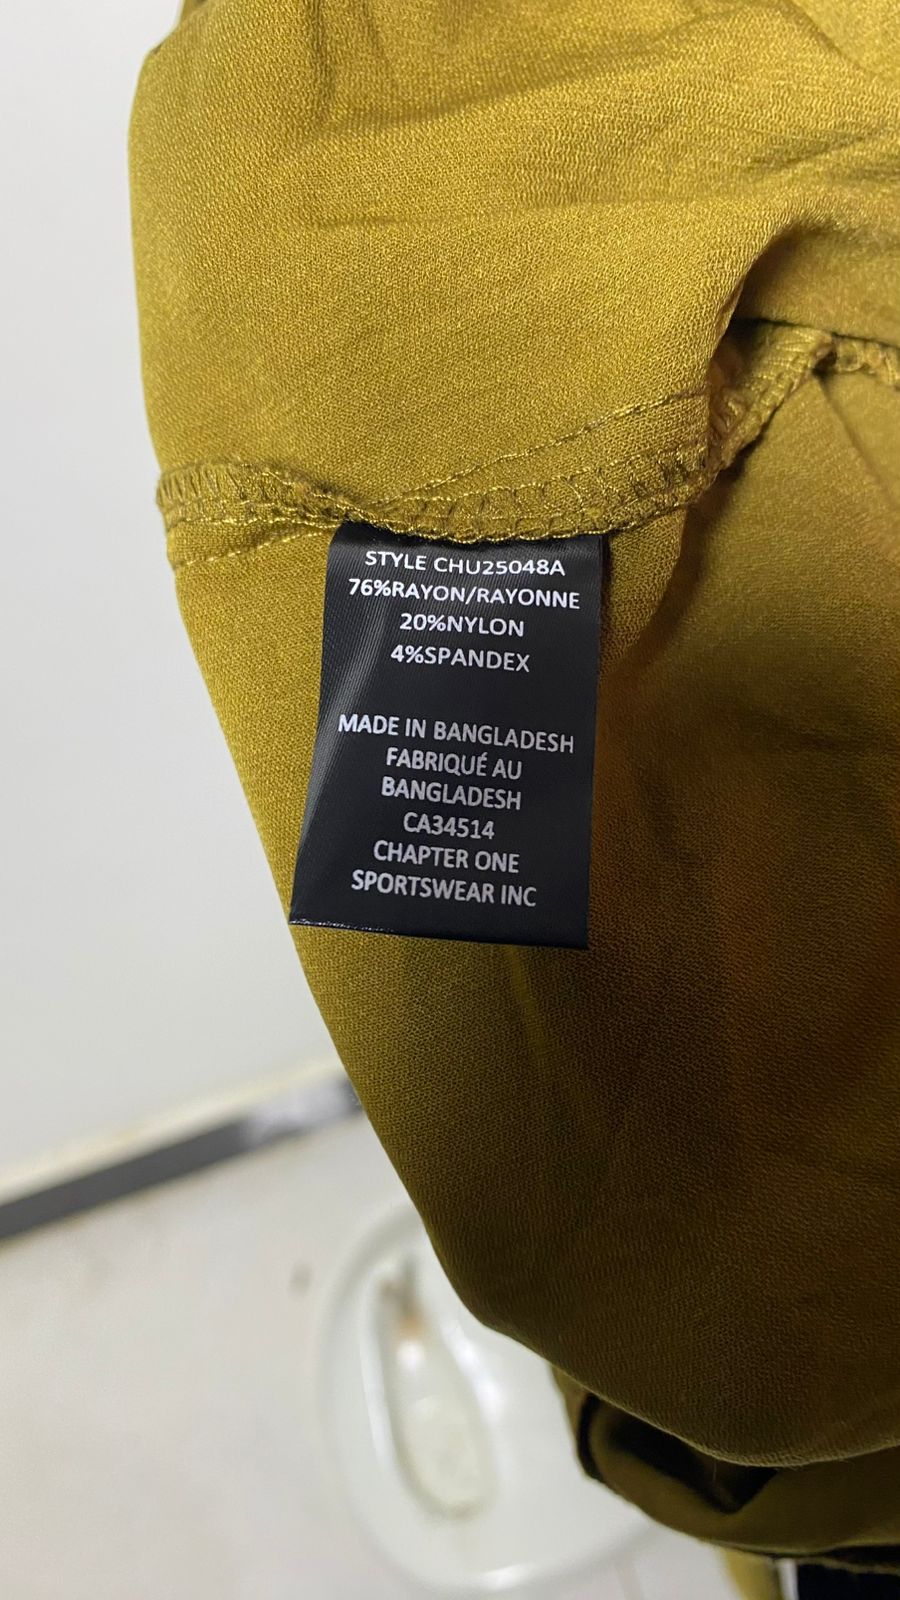 STYLE CHU25048A
76%RAYON/RAYONNE
20%NYLON
4%SPANDEX
MADE IN BANGLADESH
FABRIQUÉ AU
BANGLADESH
CA34514
CHAPTER ONE
SPORTSWEAR INC